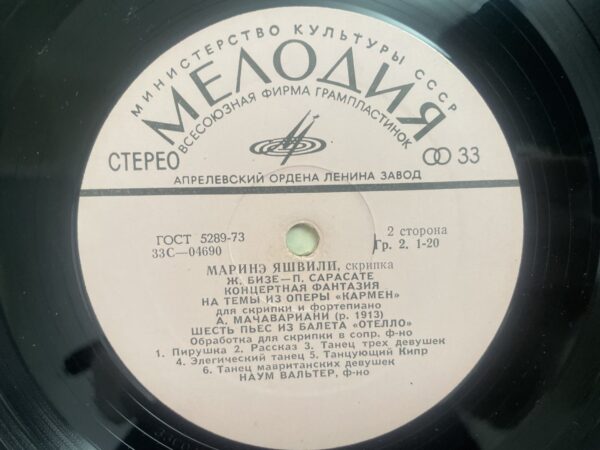 МИНИСТЕРСТВО КУЛЬТУРЫ СССР
МЕЛОДИЯ
ВСЕСОЮЗНАЯ ФИРМА ГРАМПЛАСТИНОК
СТЕРЕО
33
АПРЕЛЕВСКИЙ ОРДЕНА ЛЕНИНА ЗАВОД
ГОСТ 5289-73
33С—04690
2 сторона
Гр. 2. 1-20
МАРИНЭ ЯШВИЛИ, скрипка
Ж. БИЗЕ—П. САРАСАТЕ
КОНЦЕРТНАЯ ФАНТАЗИЯ
НА ТЕМЫ ИЗ ОПЕРЫ «КАРМЕН»
для скрипки и фортепиано
А. МАЧАВАРИАНИ (р. 1913)
ШЕСТЬ ПЬЕС ИЗ БАЛЕТА «ОТЕЛЛО»
Обработка для скрипки в сопр. ф-но
1. Пирушка 2. Рассказ 3. Танец трех девушек
4. Элегический танец 5. Танцующий Кипр
6. Танец мавританских девушек
НАУМ ВАЛЬТЕР, ф-но